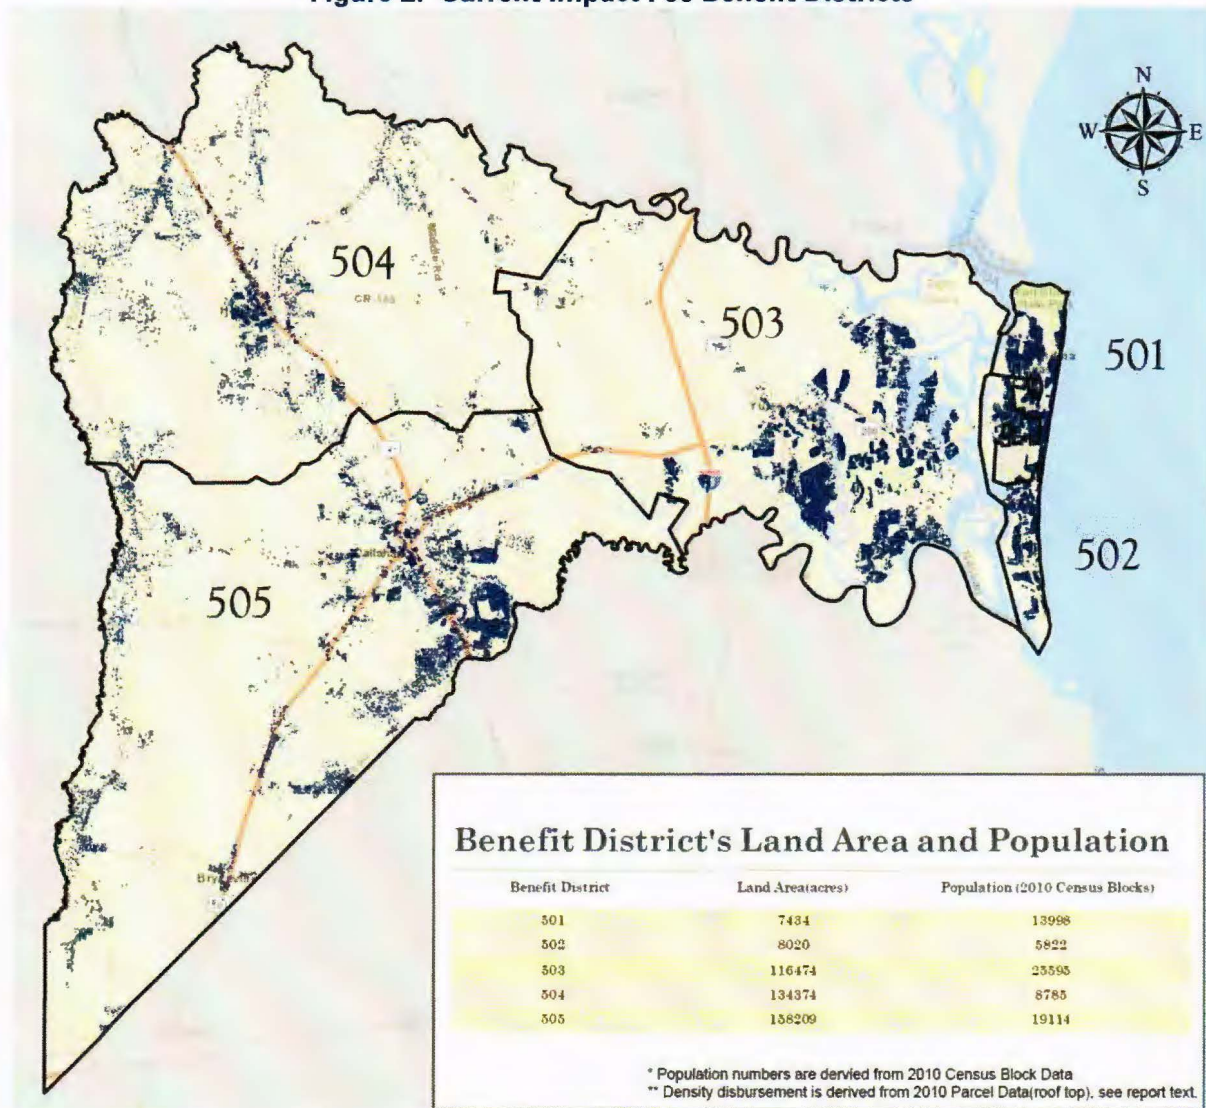 Figure 2. Current Impact Fee Benefit Districts
N
W E
S
504
Middle Rd
503
501
502
505
Benefit District's Land Area and Population
Benefit District Land Area(acres) Population (2010 Census Blocks)
501 7434 13998
502 8020 5822
503 116474 25595
504 134374 8785
505 158209 19114
* Population numbers are dervied from 2010 Census Block Data
** Density disbursement is derived from 2010 Parcel Data(roof top), see report text.